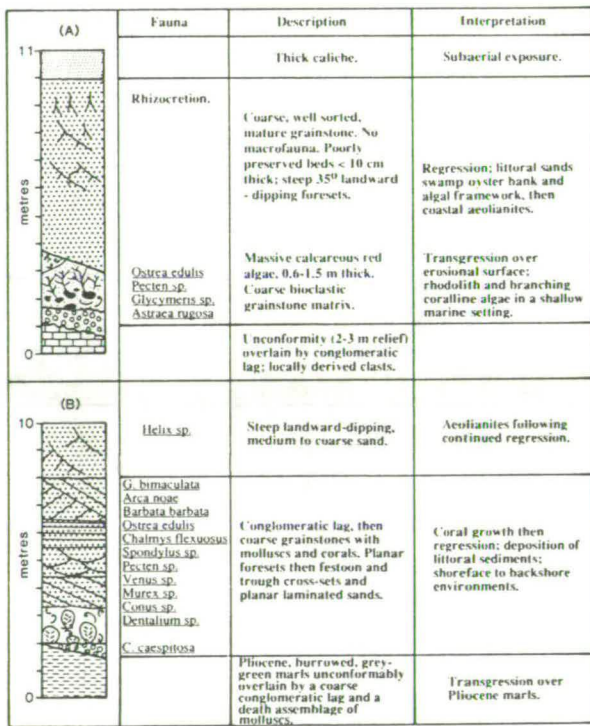 Fauna
Description
Interpretation
(A)
11
metres
0
Thick caliche.
Subaerial exposure.
Rhizocretion.
Coarse, well sorted,
mature grainstone. No
macrofauna. Poorly
preserved beds < 10 cm
thick; steep 35º landward
- dipping foresets.
Regression; littoral sands
swamp oyster bank and
algal framework, then
coastal aeolianites.
Ostrea edulis
Pecten sp.
Glycymeris sp.
Astraea rugosa
Massive calcareous red
algae, 0.6-1.5 m thick.
Coarse bioclastic
grainstone matrix.
Transgression over
erosional surface;
rhodolith and branching
coralline algae in a shallow
marine setting.
Unconformity (2-3 m relief)
overlain by conglomeratic
lag; locally derived clasts.
(B)
10
metres
0
Helix sp.
Steep landward-dipping,
medium to coarse sand.
Aeolianites following
continued regression.
G. bimaculata
Arca noae
Barbata barbata
Ostrea edulis
Chalmys flexuosus
Spondylus sp.
Pecten sp.
Venus sp.
Murex sp.
Conus sp.
Dentalium sp.
C. caespitosa
Conglomeratic lag, then
coarse grainstones with
molluscs and corals. Planar
foresets then festoon and
trough cross-sets and
planar laminated sands.
Coral growth then
regression; deposition of
littoral sediments;
shoreface to backshore
environments.
Pliocene, burrowed, grey-
green marls unconformably
overlain by a coarse
conglomeratic lag and a
death assemblage of
molluscs.
Transgression over
Pliocene marls.